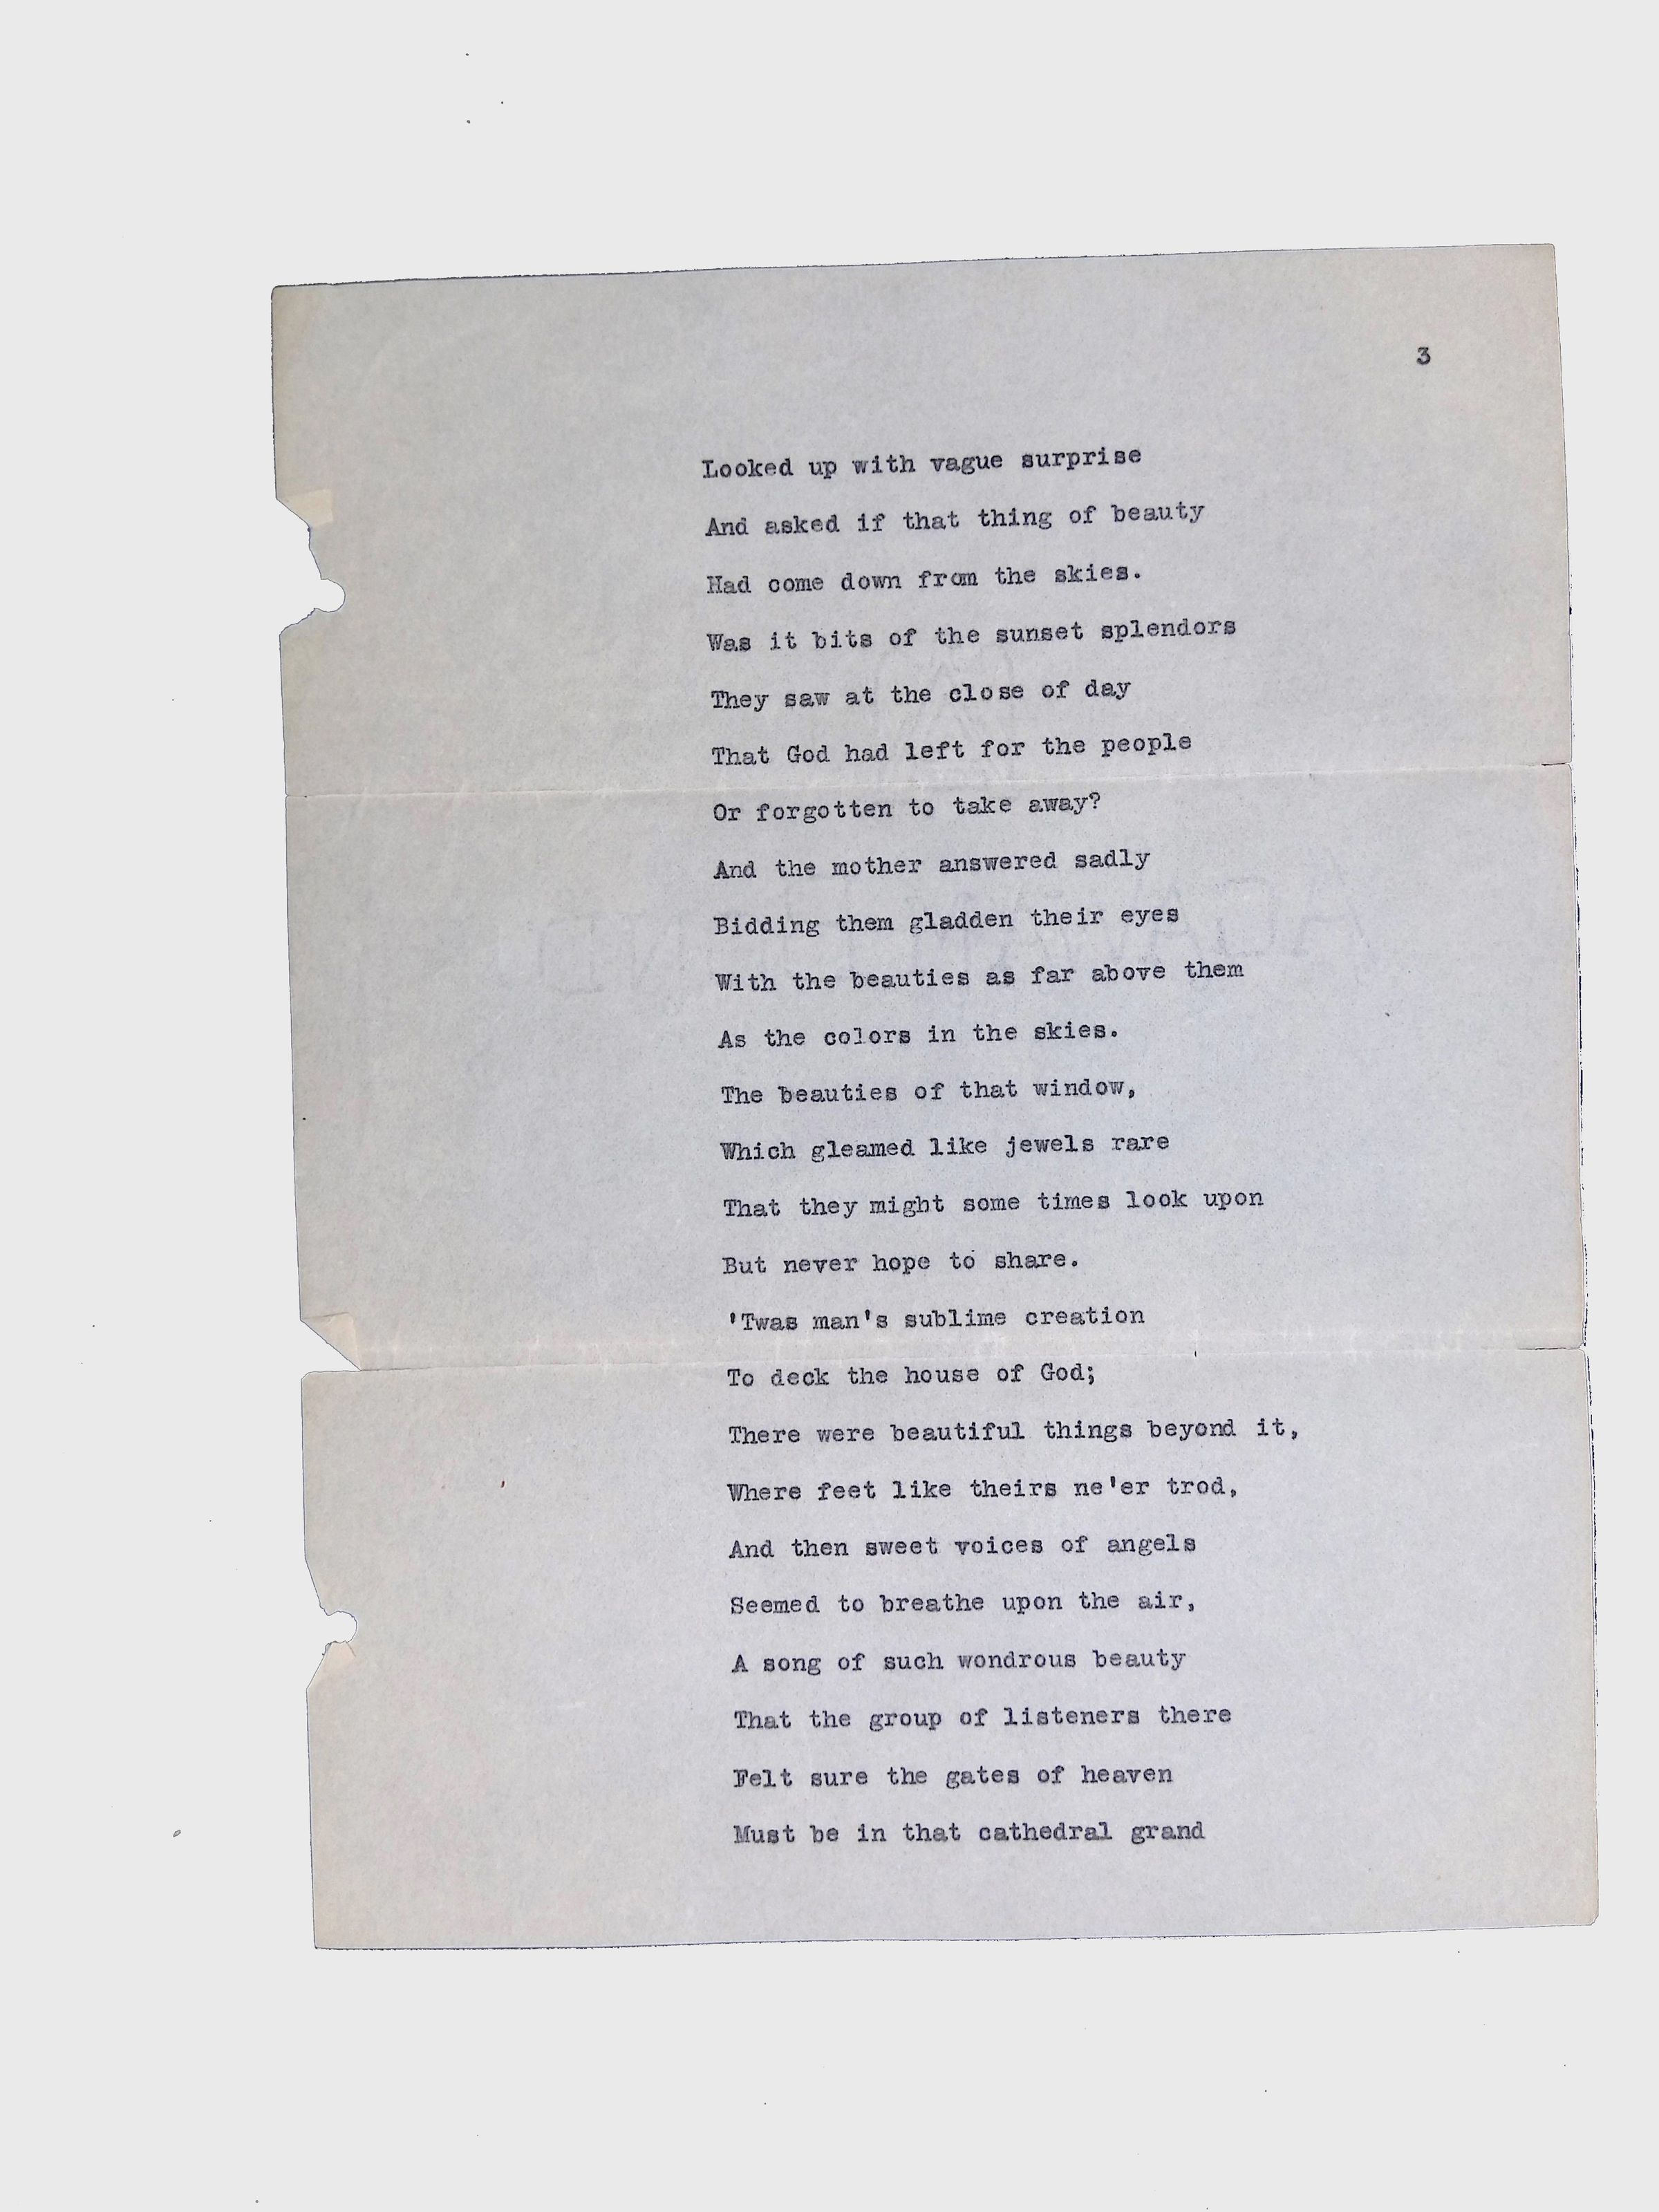 3
Looked up with vague surprise
And asked if that thing of beauty
Had come down from the skies.
Was it bits of the sunset splendors
They saw at the close of day
That God had left for the people
Or forgotten to take away?
And the mother answered sadly
Bidding them gladden their eyes
With the beauties as far above them
As the colors in the skies.
The beauties of that window,
Which gleamed like jewels rare
That they might some times look upon
But never hope to share.
'Twas man's sublime creation
To deck the house of God;
There were beautiful things beyond it,
Where feet like theirs ne'er trod,
And then sweet voices of angels
Seemed to breathe upon the air,
A song of such wondrous beauty
That the group of listeners there
Felt sure the gates of heaven
Must be in that cathedral grand